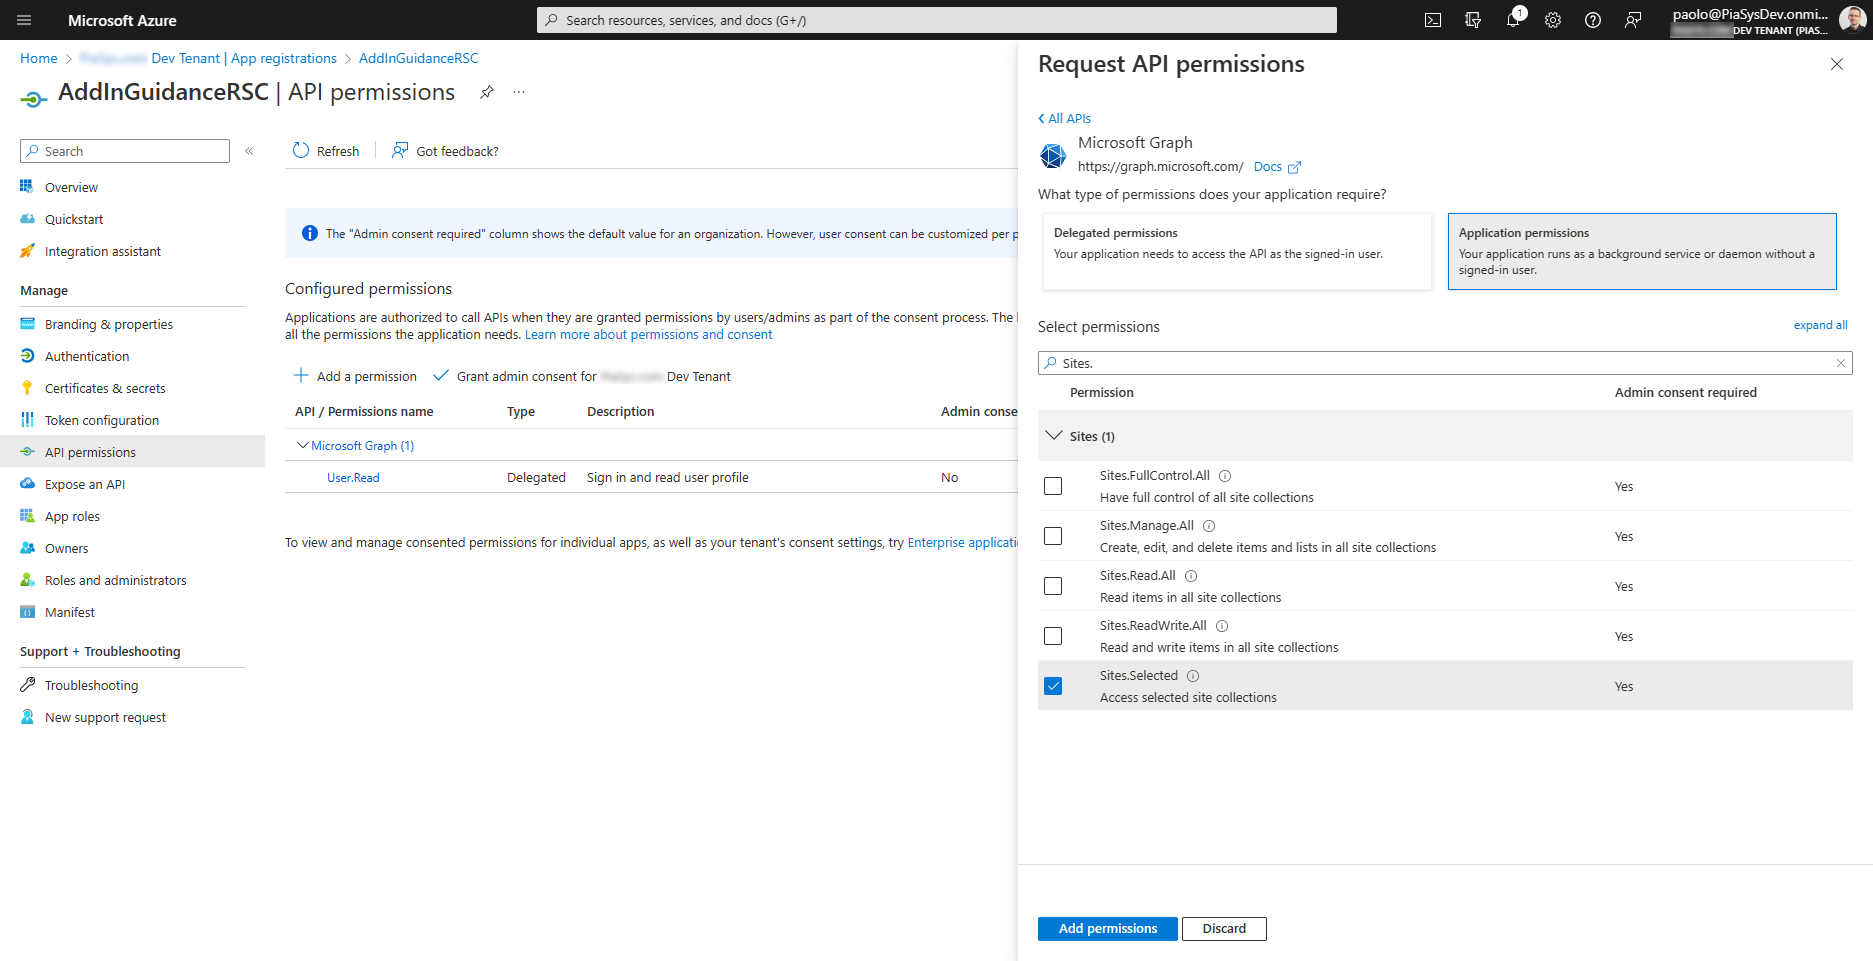 Microsoft Azure
Search resources, services, and docs (G+/)
1
paolo@PiaSysDev.onmi...
DEV TENANT (PIAS...
Home > Dev Tenant | App registrations > AddInGuidanceRSC
AddInGuidanceRSC | API permissions
...
Search
«
Refresh
Got feedback?
Overview
Quickstart
Integration assistant
Manage
Branding & properties
Authentication
Certificates & secrets
Token configuration
API permissions
Expose an API
App roles
Owners
Roles and administrators
Manifest
Support + Troubleshooting
Troubleshooting
New support request
The "Admin consent required" column shows the default value for an organization. However, user consent can be customized per p
Configured permissions
Applications are authorized to call APIs when they are granted permissions by users/admins as part of the consent process. The
all the permissions the application needs. Learn more about permissions and consent
Add a permission
Grant admin consent for Dev Tenant
API / Permissions name Type Description Admin conse
Microsoft Graph (1)
User.Read Delegated Sign in and read user profile No
To view and manage consented permissions for individual apps, as well as your tenant's consent settings, try Enterprise applicati
Request API permissions
All APIs
Microsoft Graph
https://graph.microsoft.com/ Docs
What type of permissions does your application require?
Delegated permissions
Your application needs to access the API as the signed-in user.
Application permissions
Your application runs as a background service or daemon without a
signed-in user.
Select permissions
expand all
Sites.
Permission Admin consent required
Sites (1)
Sites.FullControl.All
Have full control of all site collections
Yes
Sites.Manage.All
Create, edit, and delete items and lists in all site collections
Yes
Sites.Read.All
Read items in all site collections
Yes
Sites.ReadWrite.All
Read and write items in all site collections
Yes
Sites.Selected
Access selected site collections
Yes
Add permissions
Discard